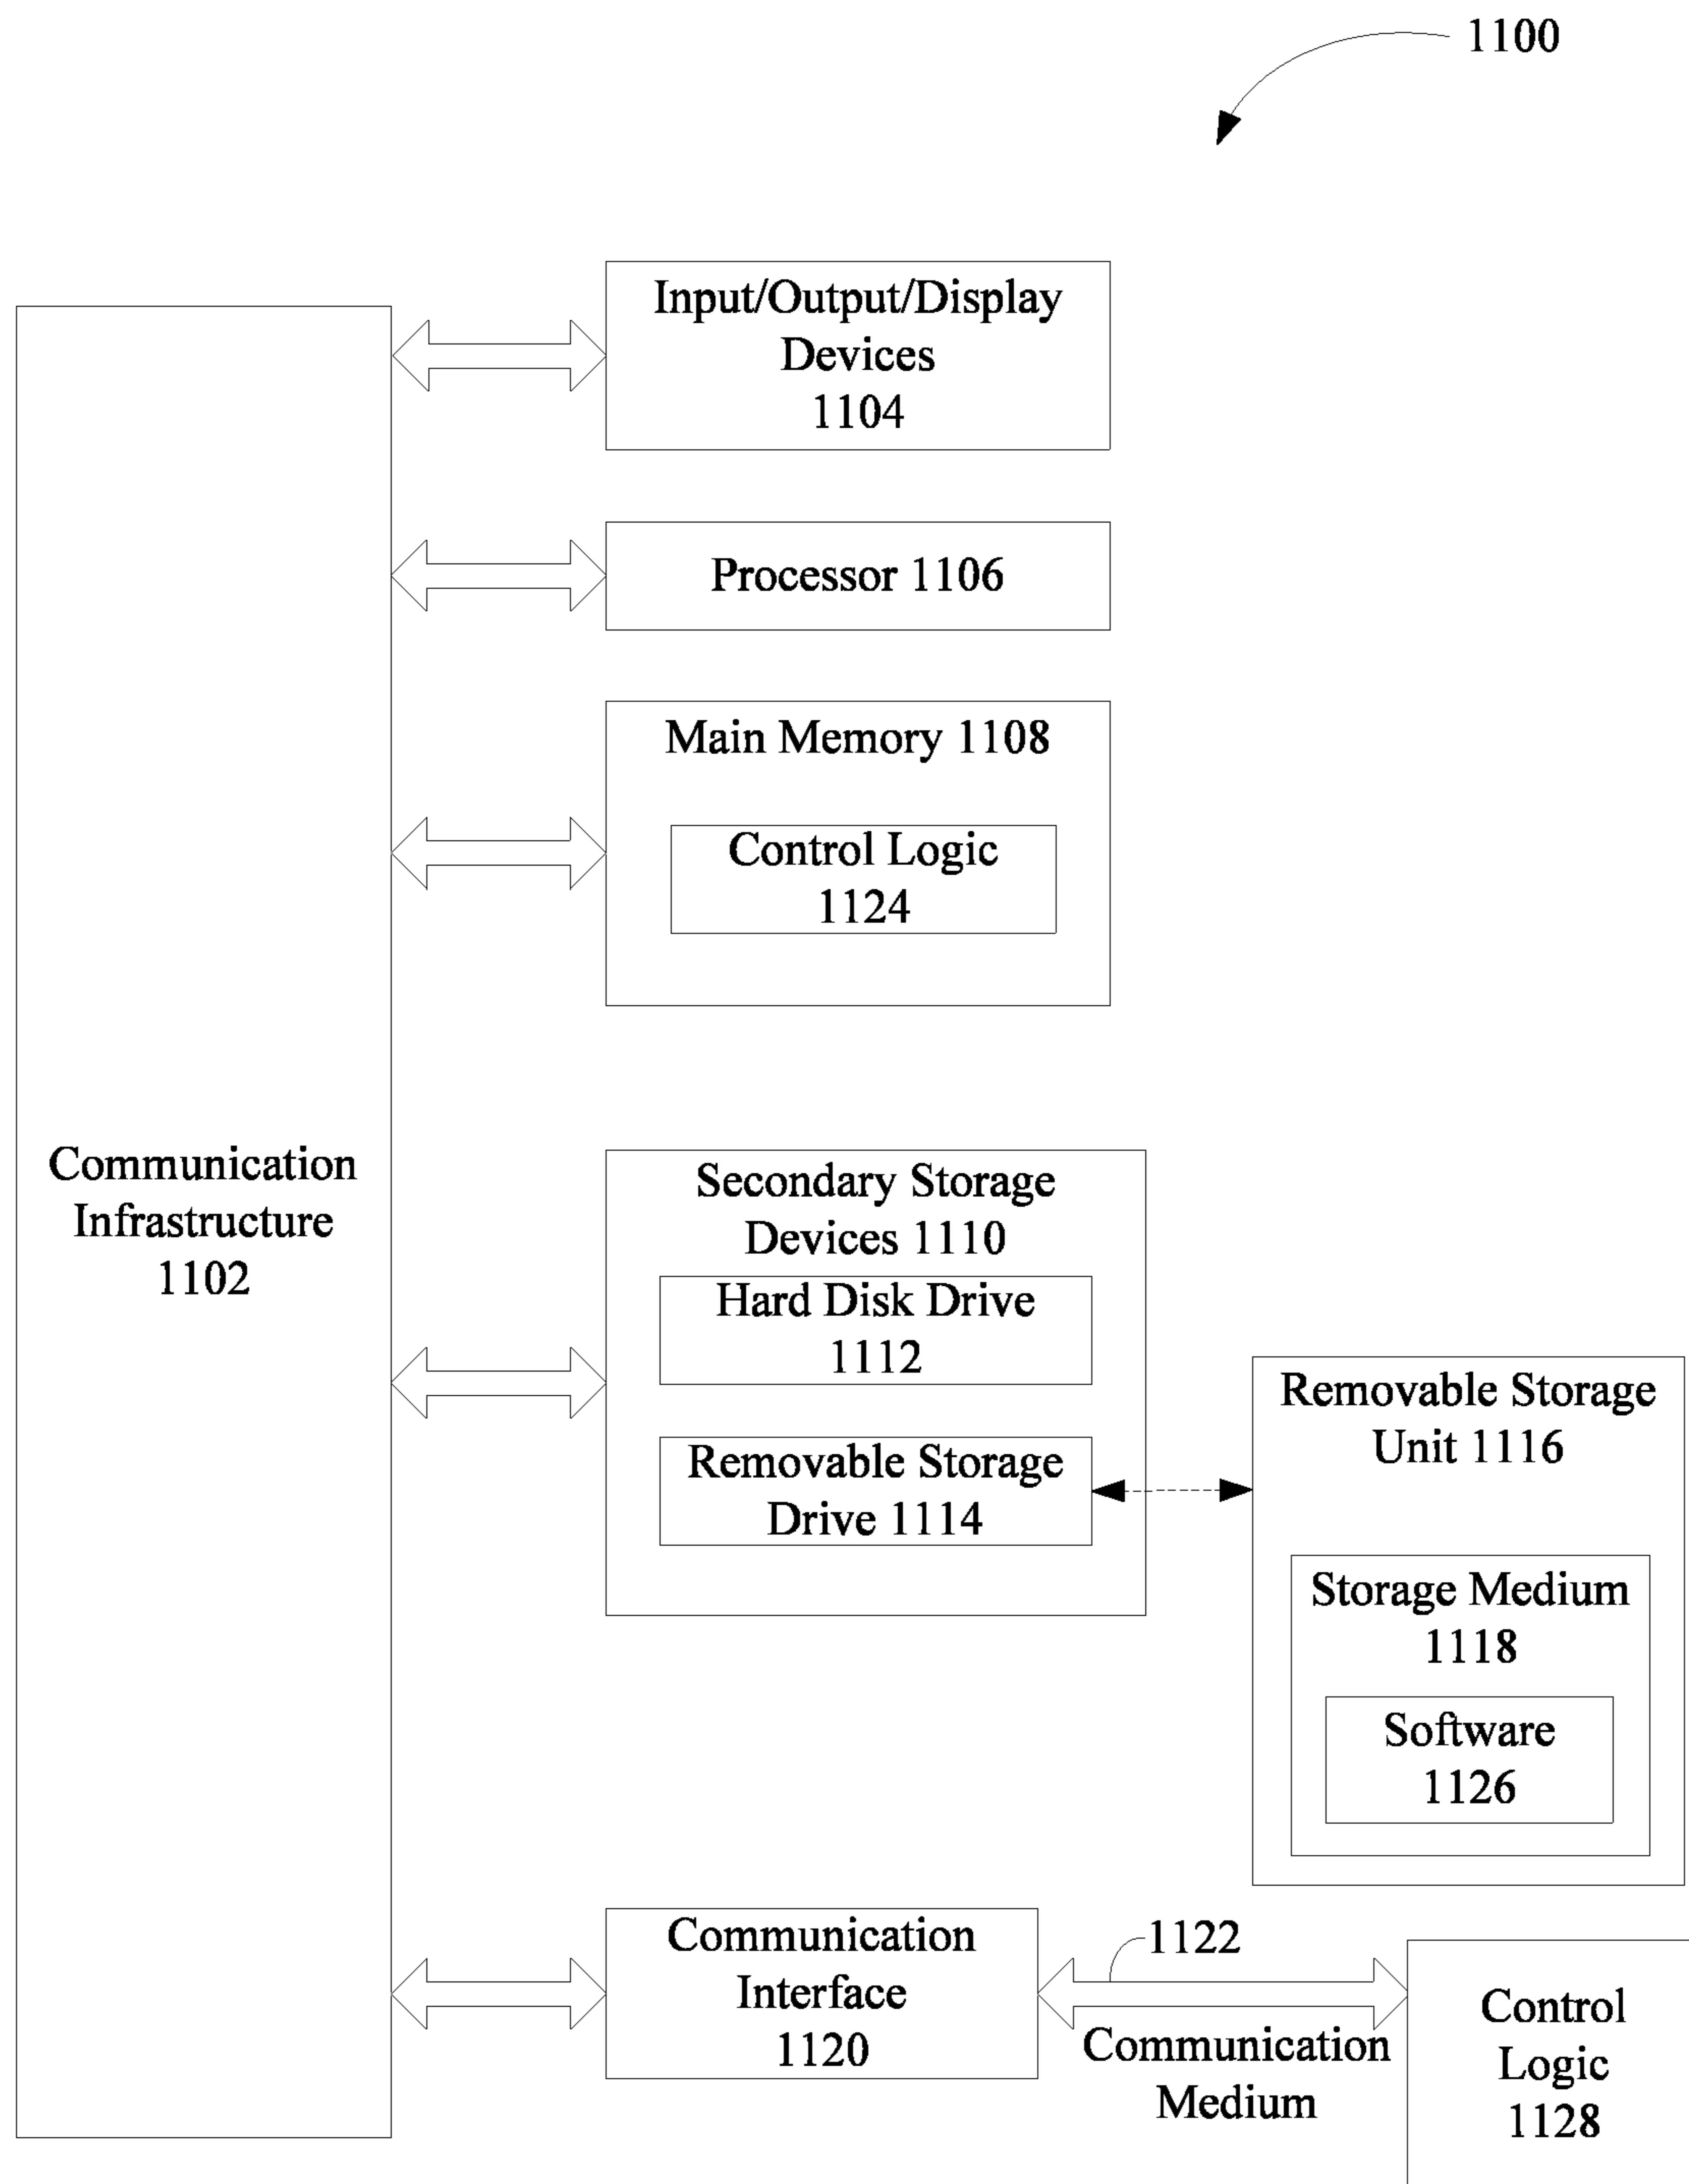 1100
Input/Output/Display
Devices
1104
Processor 1106
Main Memory 1108
Control Logic
1124
Communication
Infrastructure
1102
Secondary Storage
Devices 1110
Hard Disk Drive
1112
Removable Storage
Drive 1114
Removable Storage
Unit 1116
Storage Medium
1118
Software
1126
Communication
Interface
1120
1122
Communication
Medium
Control
Logic
1128